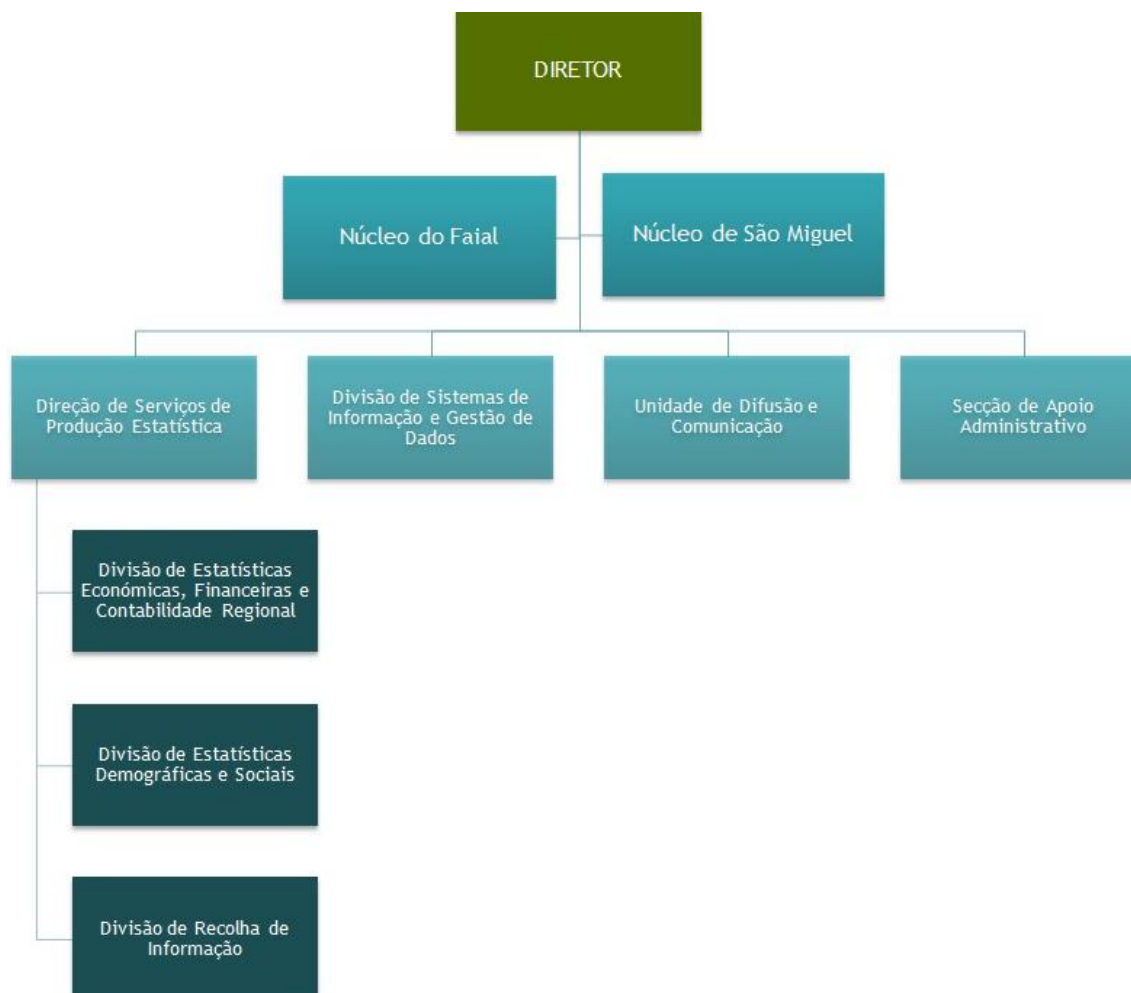 DIRETOR
Núcleo do Faial
Núcleo de São Miguel
Direção de Serviços de
Produção Estatística
Divisão de Sistemas de
Informação e Gestão de
Dados
Unidade de Difusão e
Comunicação
Secção de Apoio
Administrativo
Divisão de Estatísticas
Económicas, Financeiras e
Contabilidade Regional
Divisão de Estatísticas
Demográficas e Sociais
Divisão de Recolha de
Informação